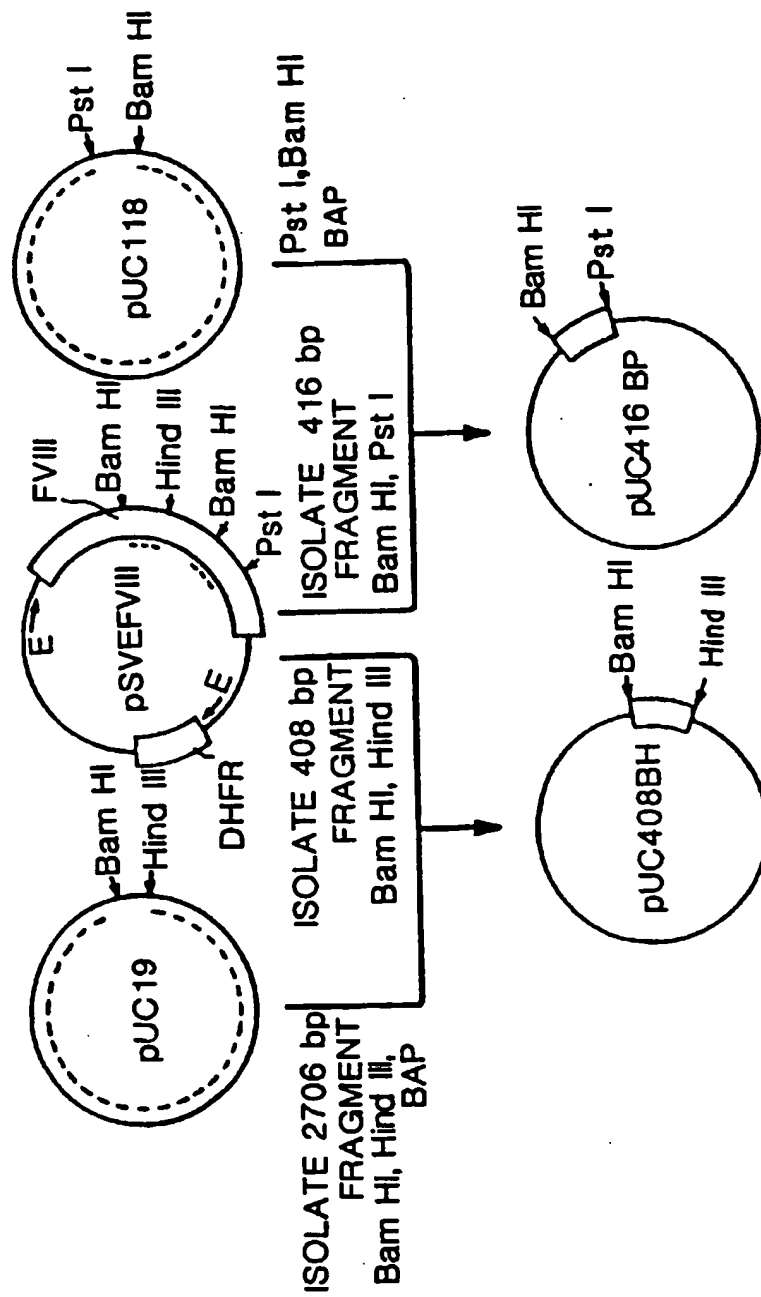 pUC19
Bam HI
Hind III
pSVEFVIII
E
E
DHFR
FVIII
Bam HI
Hind III
Bam HI
Pst I
pUC118
Pst I
Bam HI
ISOLATE 2706 bp
FRAGMENT
Bam HI, Hind III,
BAP
ISOLATE 408 bp
FRAGMENT
Bam HI, Hind III
ISOLATE 416 bp
FRAGMENT
Bam HI, Pst I
Pst I, Bam HI
BAP
pUC408BH
Bam HI
Hind III
pUC416 BP
Bam HI
Pst I